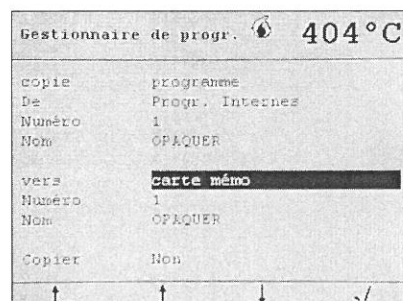 Gestionnaire de progr. 404°C
copie programme
De Progr. Internes
Numéro 1
Nom OPAQUER
vers carte mémo
Numéro 1
Nom OPAQUER
Copier Non